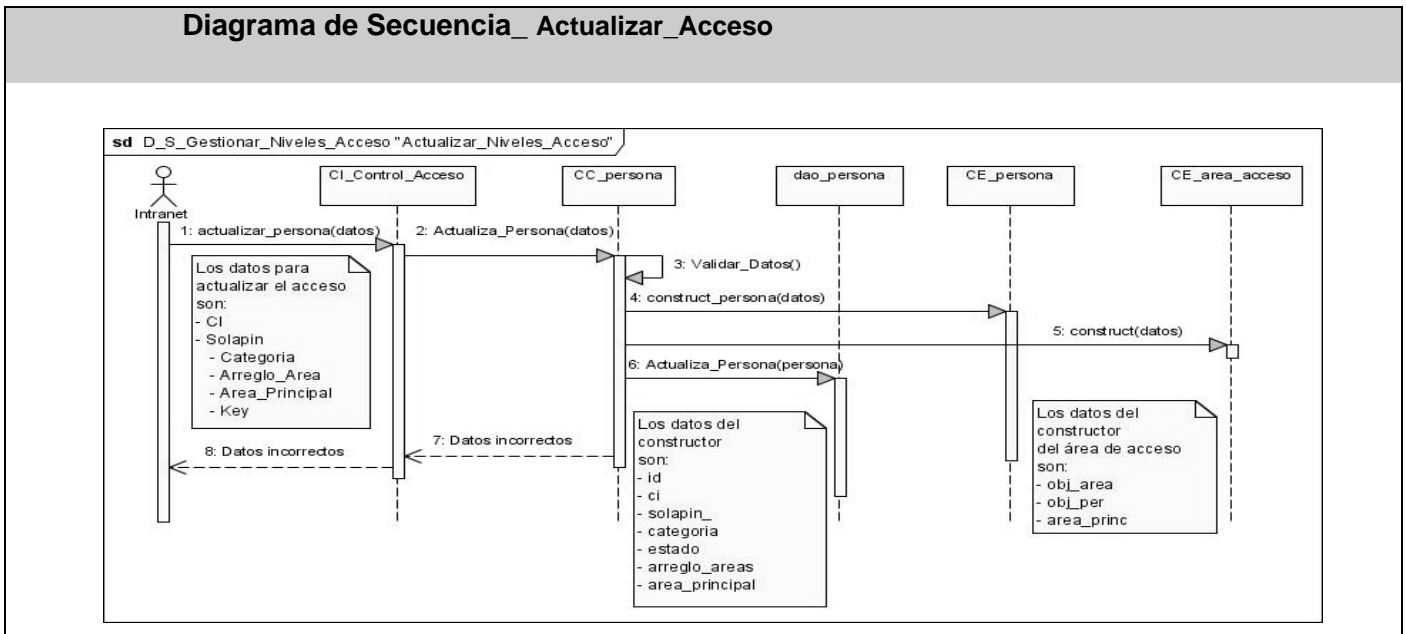 Diagrama de Secuencia_ Actualizar_Acceso
sd D_S_Gestionar_Niveles_Acceso "Actualizar_Niveles_Acceso"
Intranet
CI_Control_Acceso
CC_persona
dao_persona
CE_persona
CE_area_acceso
1: actualizar_persona(datos)
2: Actualiza_Persona(datos)
3: Validar_Datos()
4: construct_persona(datos)
5: construct(datos)
6: Actualiza_Persona(persona)
7: Datos incorrectos
8: Datos incorrectos
Los datos para
actualizar el acceso
son:
- CI
- Solapin
- Categoria
- Arreglo_Area
- Area_Principal
- Key
Los datos del
constructor
son:
- id
- ci
- solapin_
- categoria
- estado
- arreglo_areas
- area_principal
Los datos del
constructor
del área de acceso
son:
- obj_area
- obj_per
- area_princ